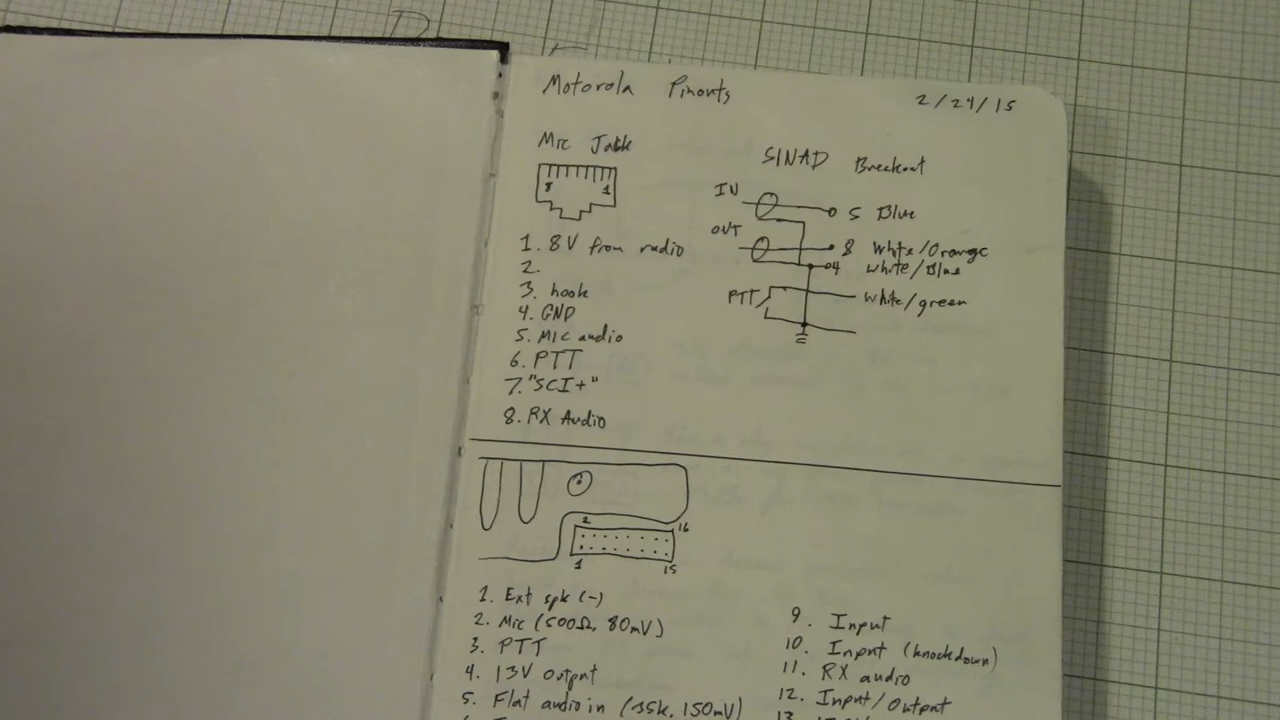 Motorola Pinouts
2/24/15
Mic Jack
8 1
1. 8V from radio
2.
3. hook
4. GND
5. MIC audio
6. PTT
7. "SCI+"
8. RX Audio
SINAD Breakout
IN
5 Blue
OUT
8 White/Orange
4 White/Blue
PTT
White/green
2 16
1 15
1. Ext spk (-)
2. Mic (500Ω, 80mV)
3. PTT
4. 13V output
5. Flat audio in (35k, 150mV)
9. Input
10. Input (knockdown)
11. RX audio
12. Input/Output
13.